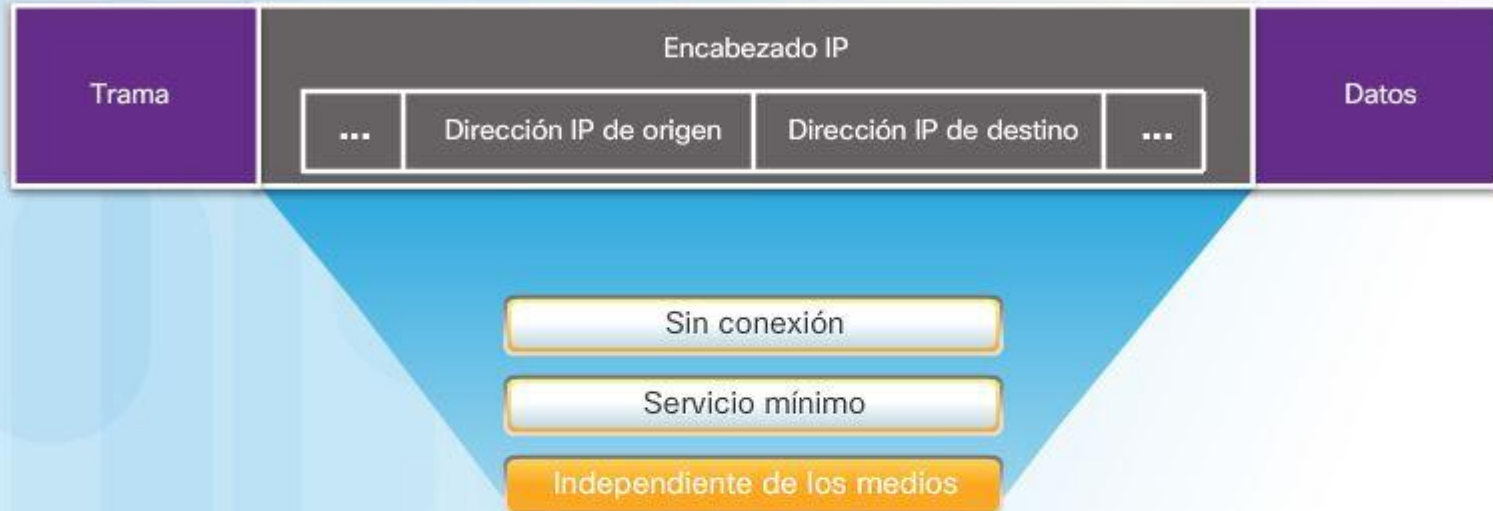 Encabezado IP
Trama
Datos
... Dirección IP de origen Dirección IP de destino ...
Sin conexión
Servicio mínimo
Independiente de los medios